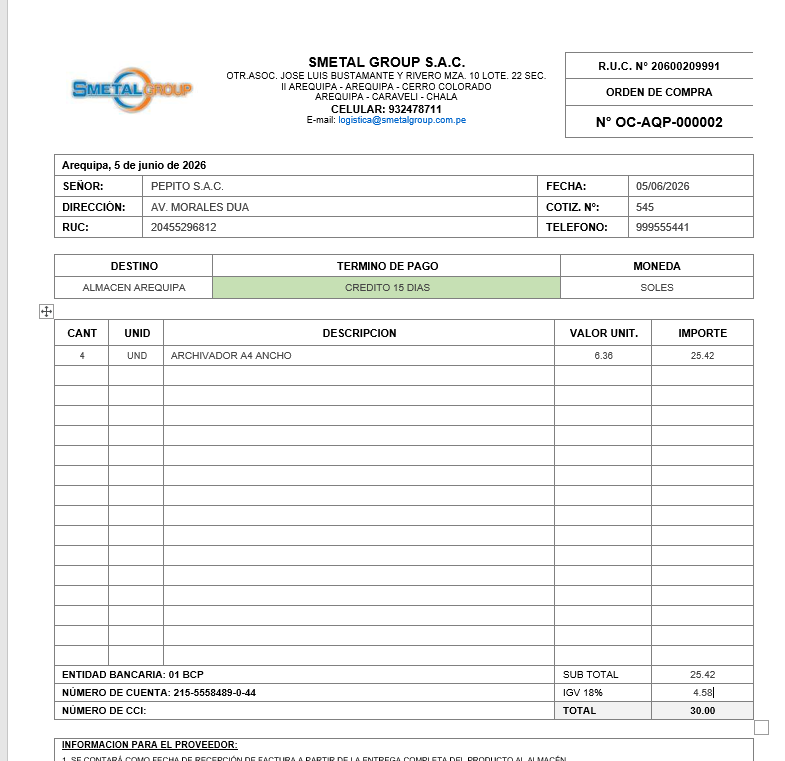 SMETAL GROUP
SMETAL GROUP S.A.C.
OTR.ASOC. JOSE LUIS BUSTAMANTE Y RIVERO MZA. 10 LOTE. 22 SEC.
II AREQUIPA - AREQUIPA - CERRO COLORADO
AREQUIPA - CARAVELI - CHALA
CELULAR: 932478711
E-mail: logistica@smetalgroup.com.pe
R.U.C. Nº 20600209991
ORDEN DE COMPRA
Nº OC-AQP-000002
Arequipa, 5 de junio de 2026
SEÑOR: PEPITO S.A.C. FECHA: 05/06/2026
DIRECCIÓN: AV. MORALES DUA COTIZ. Nº: 545
RUC: 20455296812 TELEFONO: 999555441
DESTINO TERMINO DE PAGO MONEDA
ALMACEN AREQUIPA CREDITO 15 DIAS SOLES
CANT UNID DESCRIPCION VALOR UNIT. IMPORTE
4 UND ARCHIVADOR A4 ANCHO 6.36 25.42
ENTIDAD BANCARIA: 01 BCP SUB TOTAL 25.42
NÚMERO DE CUENTA: 215-5558489-0-44 IGV 18% 4.58
NÚMERO DE CCI: TOTAL 30.00
INFORMACION PARA EL PROVEEDOR:
1. SE CONTARÁ COMO FECHA DE RECEPCIÓN DE FACTURA A PARTIR DE LA ENTREGA COMPLETA DEL PRODUCTO AL ALMACÉN